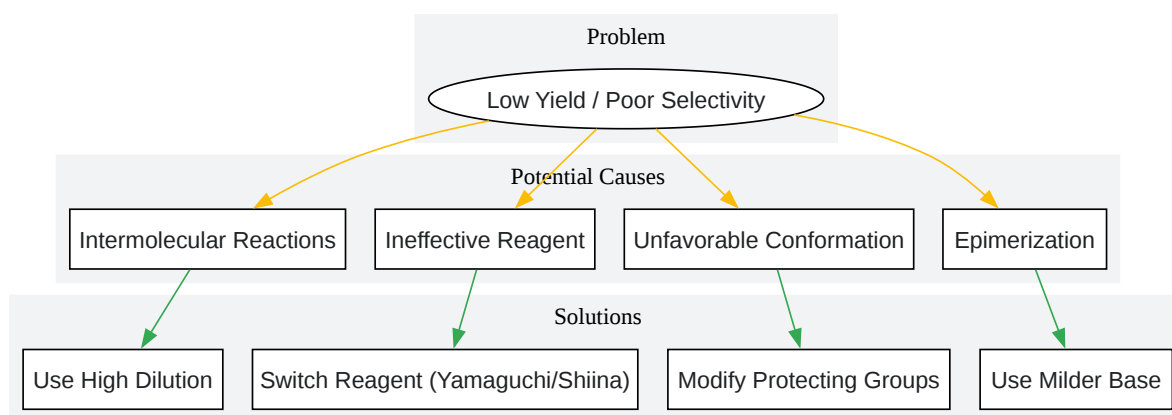 Problem
Low Yield / Poor Selectivity
Potential Causes
Intermolecular Reactions
Ineffective Reagent
Unfavorable Conformation
Epimerization
Solutions
Use High Dilution
Switch Reagent (Yamaguchi/Shiina)
Modify Protecting Groups
Use Milder Base